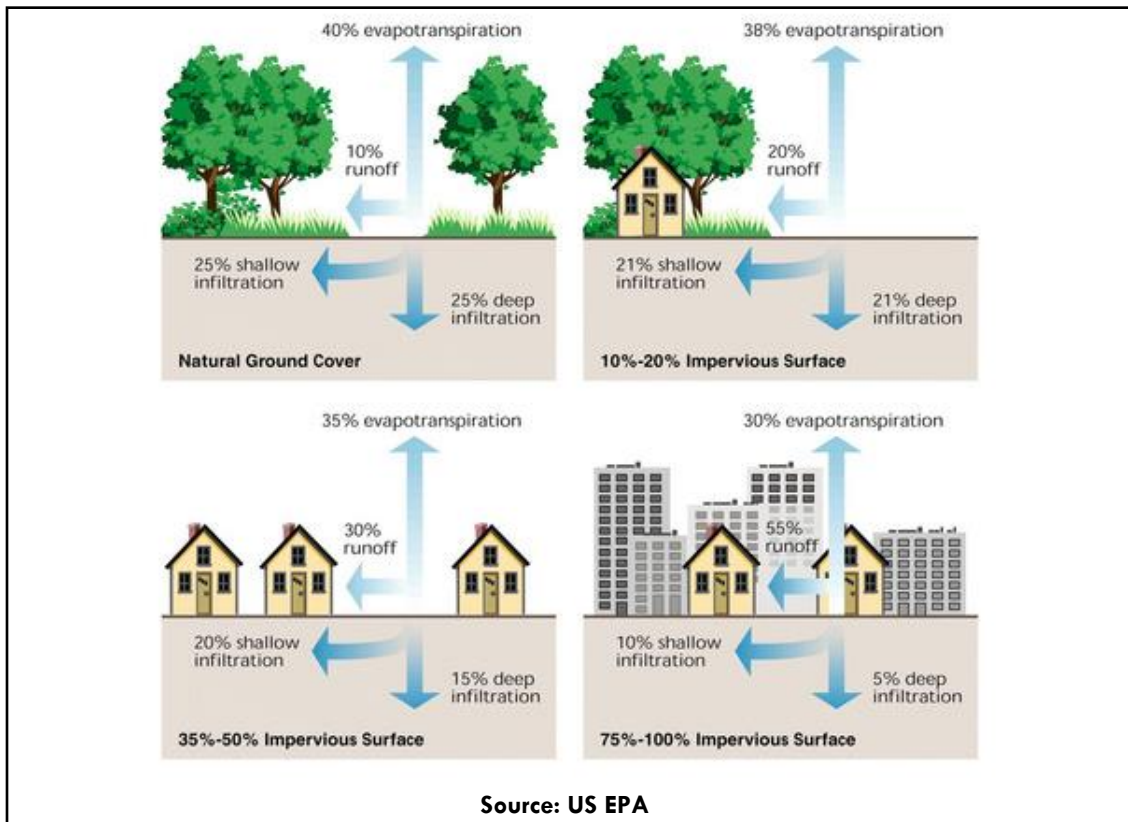 40% evapotranspiration
10%
runoff
25% shallow
infiltration
25% deep
infiltration
Natural Ground Cover
38% evapotranspiration
20%
runoff
21% shallow
infiltration
21% deep
infiltration
10%-20% Impervious Surface
35% evapotranspiration
30%
runoff
20% shallow
infiltration
15% deep
infiltration
35%-50% Impervious Surface
30% evapotranspiration
55%
runoff
10% shallow
infiltration
5% deep
infiltration
75%-100% Impervious Surface
Source: US EPA